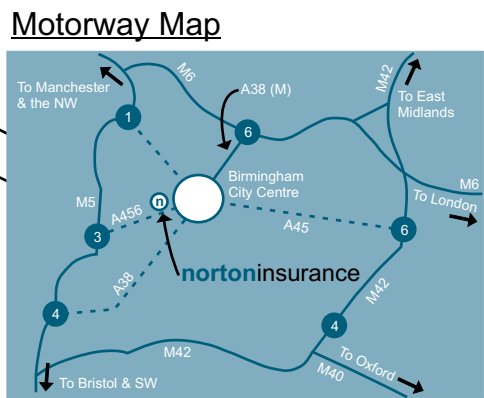 Motorway Map
To Manchester
& the NW
M6
A38 (M)
M42
To East
Midlands
1
6
Birmingham
City Centre
M6
To London
M5
A456
n
A45
6
3
nortoninsurance
A38
M42
4
4
M42
To Oxford
M40
To Bristol & SW